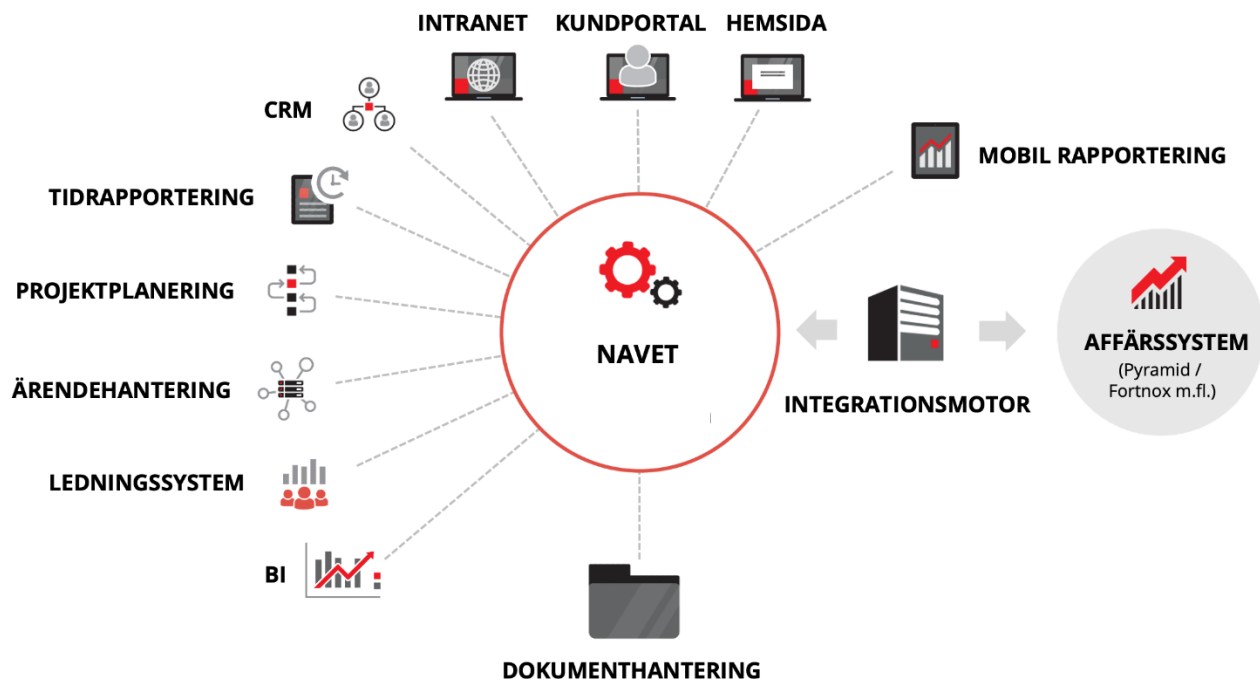 INTRANET
KUNDPORTAL
HEMSIDA
CRM
MOBIL RAPPORTERING
TIDRAPPORTERING
PROJEKTPLANERING
NAVET
AFFÄRSSYSTEM
(Pyramid /
Fortnox m.fl.)
ÄRENDEHANTERING
INTEGRATIONSMOTOR
LEDNINGSSYSTEM
BI
DOKUMENTHANTERING